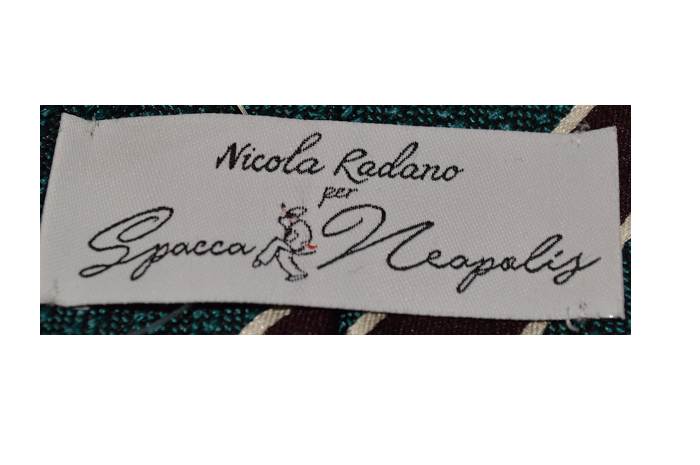 Nicola Radano
per
Spacca Neapolis